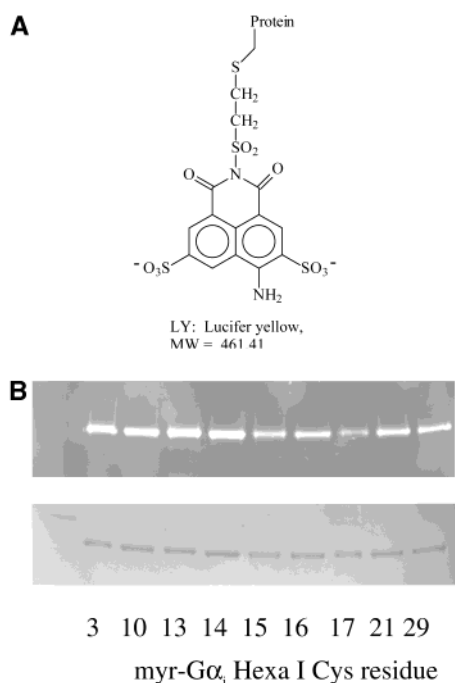 A
Protein
S
CH₂
CH₂
SO₂
O N O
⁻O₃S SO₃⁻
NH₂
LY: Lucifer yellow,
MW = 461.41
B
3 10 13 14 15 16 17 21 29
myr-Gαᵢ Hexa I Cys residue